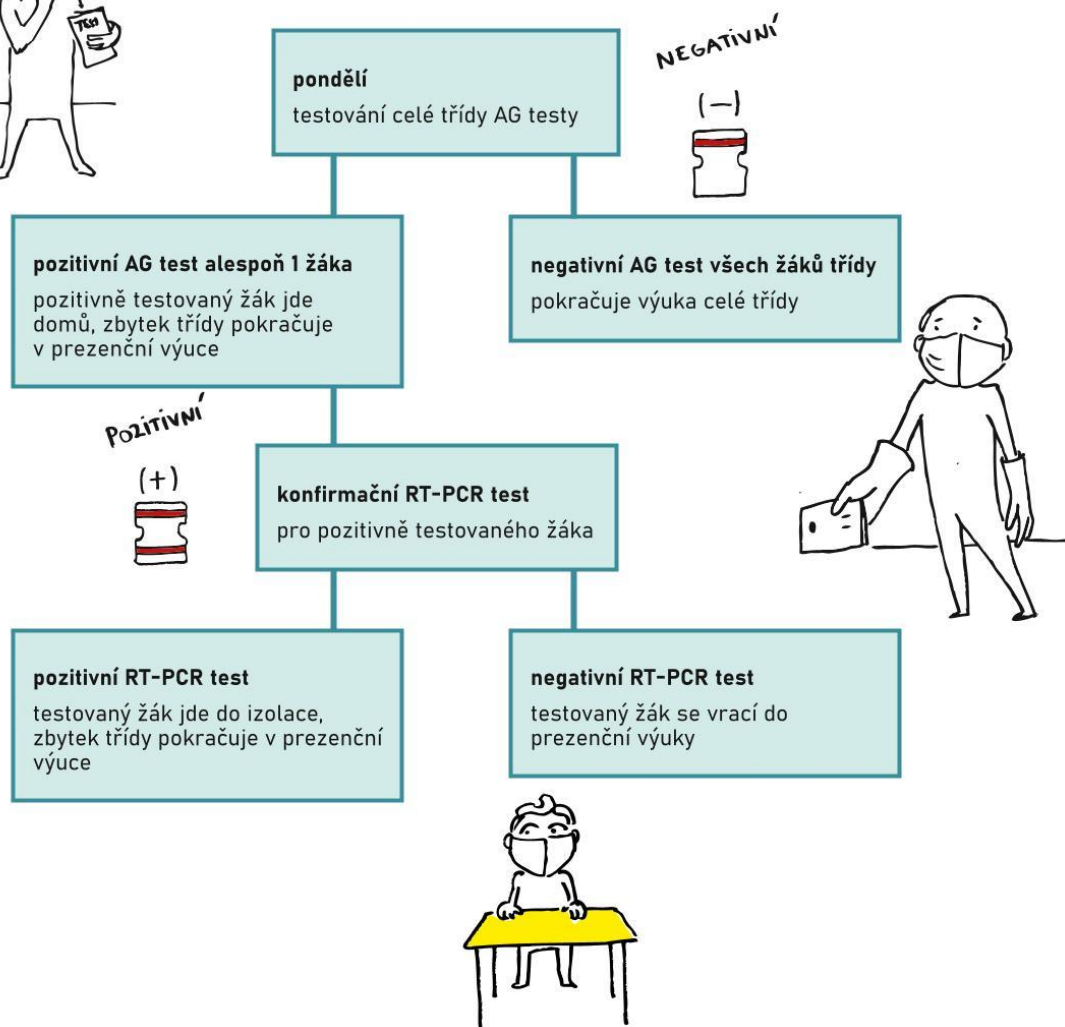 TEST
NEGATIVNÍ
(−)
pondělí
testování celé třídy AG testy
pozitivní AG test alespoň 1 žáka
pozitivně testovaný žák jde
domů, zbytek třídy pokračuje
v prezenční výuce
negativní AG test všech žáků třídy
pokračuje výuka celé třídy
POZITIVNÍ
(+)
konfirmační RT-PCR test
pro pozitivně testovaného žáka
pozitivní RT-PCR test
testovaný žák jde do izolace,
zbytek třídy pokračuje v prezenční
výuce
negativní RT-PCR test
testovaný žák se vrací do
prezenční výuky